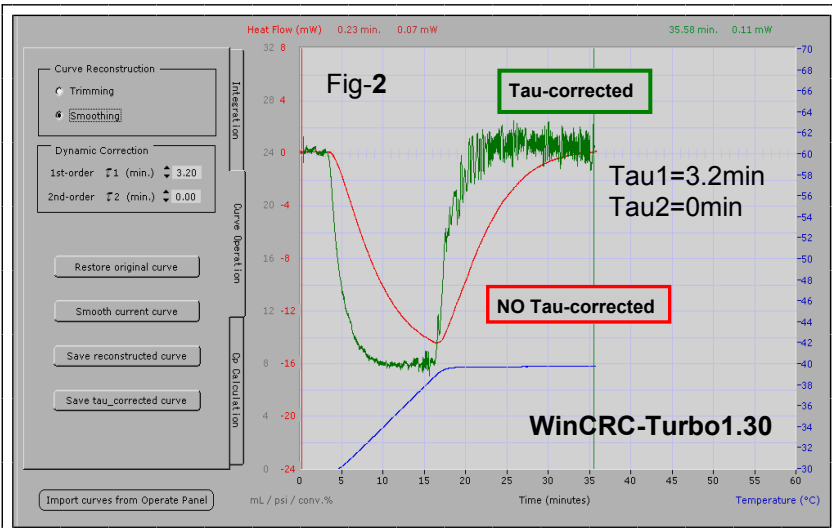 Heat Flow (mW) 0.23 min. 0.07 mW 35.58 min. 0.11 mW
Curve Reconstruction
Trimming
Smoothing
Dynamic Correction
1st-order τ1 (min.) 3.20
2nd-order τ2 (min.) 0.00
Restore original curve
Smooth current curve
Save reconstructed curve
Save tau_corrected curve
Import curves from Operate Panel
Integration
Curve Operation
Cp Calculation
Fig-2
Tau-corrected
Tau1=3.2min
Tau2=0min
NO Tau-corrected
WinCRC-Turbo1.30
32 8
28 4
24 0
20 -4
16 -8
12 -12
8 -16
4 -20
0 -24
70
68
66
64
62
60
58
56
54
52
50
48
46
44
42
40
38
36
34
32
30
0 5 10 15 20 25 30 35 40 45 50 55 60
mL / psi / conv.% Time (minutes) Temperature (°C)